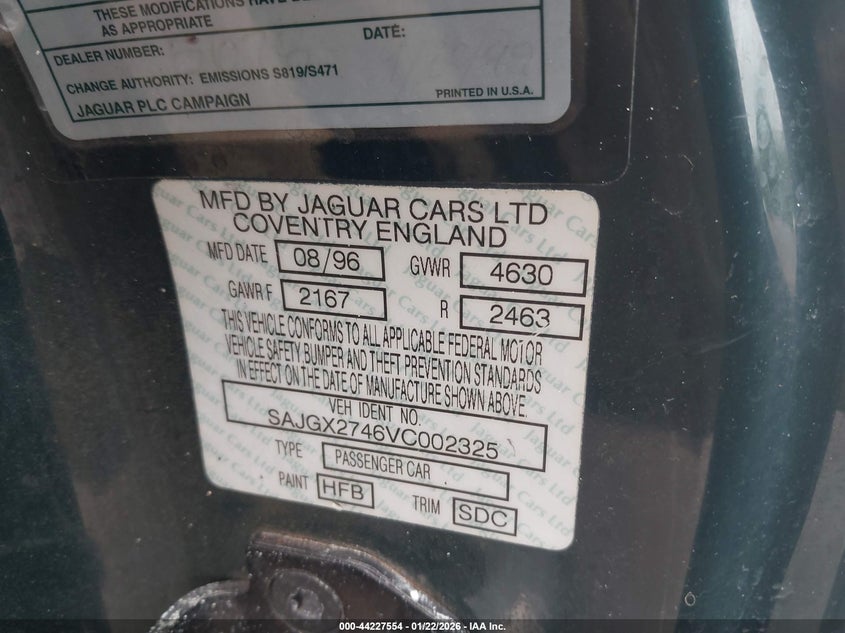 THESE MODIFICATIONS HAVE
AS APPROPRIATE
DEALER NUMBER: DATE:
CHANGE AUTHORITY: EMISSIONS S819/S471
JAGUAR PLC CAMPAIGN PRINTED IN U.S.A.
MFD BY JAGUAR CARS LTD
COVENTRY ENGLAND
MFD DATE 08/96 GVWR 4630
GAWR F 2167 R 2463
THIS VEHICLE CONFORMS TO ALL APPLICABLE FEDERAL MOTOR
VEHICLE SAFETY BUMPER AND THEFT PREVENTION STANDARDS
IN EFFECT ON THE DATE OF MANUFACTURE SHOWN ABOVE.
VEH IDENT NO.
SAJGX2746VC002325
TYPE PASSENGER CAR
PAINT HFB TRIM SDC
000-44227554 | 01/22/2026 | IAA Inc.